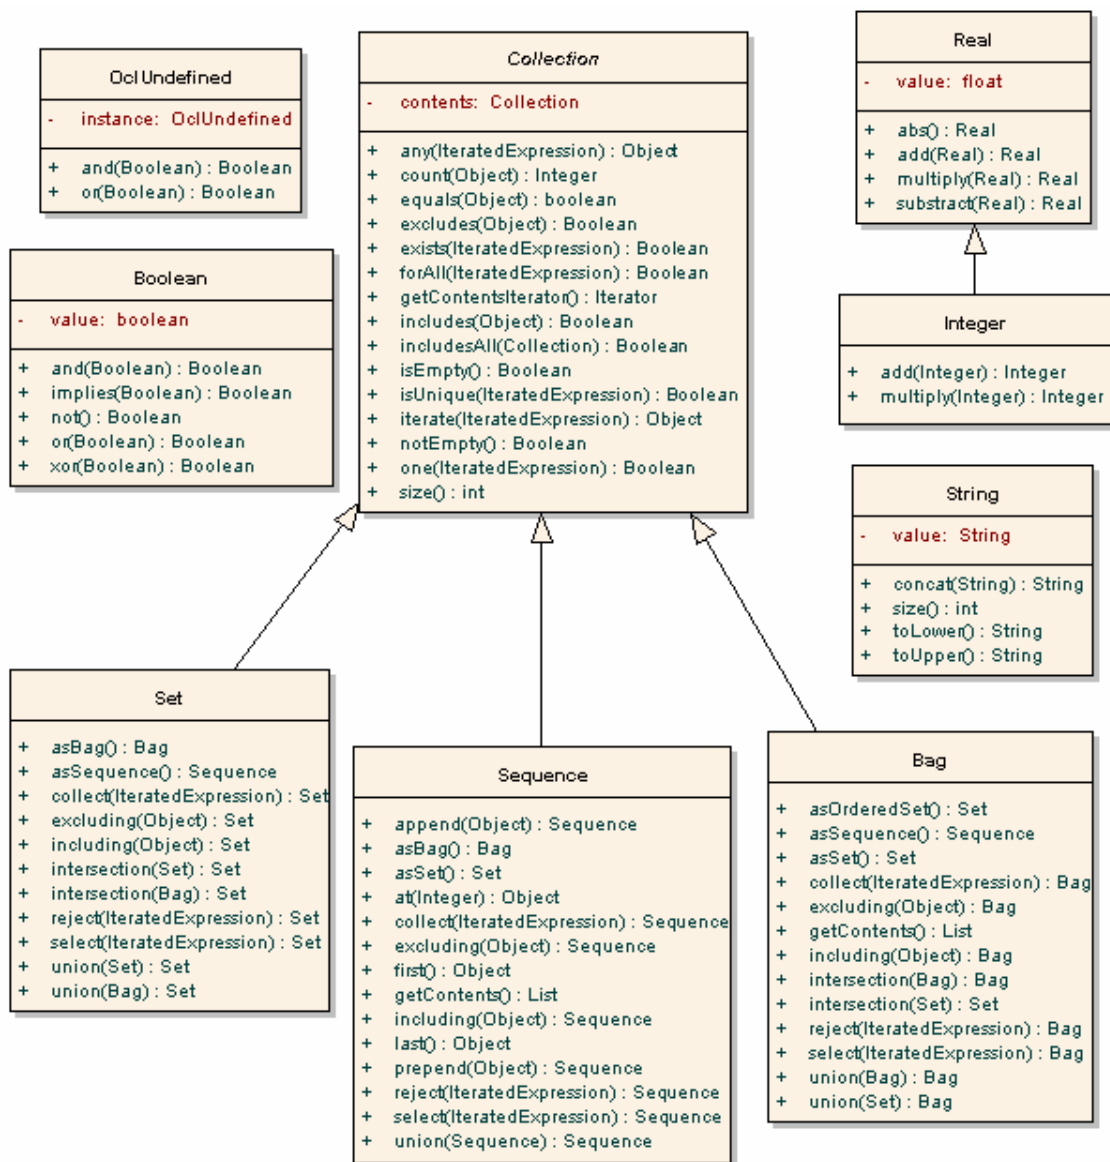 OclUndefined
- instance: OclUndefined
+ and(Boolean) : Boolean
+ or(Boolean) : Boolean
Boolean
- value: boolean
+ and(Boolean) : Boolean
+ implies(Boolean) : Boolean
+ not() : Boolean
+ or(Boolean) : Boolean
+ xor(Boolean) : Boolean
Collection
- contents: Collection
+ any(IteratedExpression) : Object
+ count(Object) : Integer
+ equals(Object) : boolean
+ excludes(Object) : Boolean
+ exists(IteratedExpression) : Boolean
+ forAll(IteratedExpression) : Boolean
+ getContentsIterator() : Iterator
+ includes(Object) : Boolean
+ includesAll(Collection) : Boolean
+ isEmpty() : Boolean
+ isUnique(IteratedExpression) : Boolean
+ iterate(IteratedExpression) : Object
+ notEmpty() : Boolean
+ one(IteratedExpression) : Boolean
+ size() : int
Real
- value: float
+ abs() : Real
+ add(Real) : Real
+ multiply(Real) : Real
+ substract(Real) : Real
Integer
+ add(Integer) : Integer
+ multiply(Integer) : Integer
String
- value: String
+ concat(String) : String
+ size() : int
+ toLower() : String
+ toUpper() : String
Set
+ asBag() : Bag
+ asSequence() : Sequence
+ collect(IteratedExpression) : Set
+ excluding(Object) : Set
+ including(Object) : Set
+ intersection(Set) : Set
+ intersection(Bag) : Set
+ reject(IteratedExpression) : Set
+ select(IteratedExpression) : Set
+ union(Set) : Set
+ union(Bag) : Set
Sequence
+ append(Object) : Sequence
+ asBag() : Bag
+ asSet() : Set
+ at(Integer) : Object
+ collect(IteratedExpression) : Sequence
+ excluding(Object) : Sequence
+ first() : Object
+ getContents() : List
+ including(Object) : Sequence
+ last() : Object
+ prepend(Object) : Sequence
+ reject(IteratedExpression) : Sequence
+ select(IteratedExpression) : Sequence
+ union(Sequence) : Sequence
Bag
+ asOrderedSet() : Set
+ asSequence() : Sequence
+ asSet() : Set
+ collect(IteratedExpression) : Bag
+ excluding(Object) : Bag
+ getContents() : List
+ including(Object) : Bag
+ intersection(Bag) : Bag
+ intersection(Set) : Set
+ reject(IteratedExpression) : Bag
+ select(IteratedExpression) : Bag
+ union(Bag) : Bag
+ union(Set) : Bag